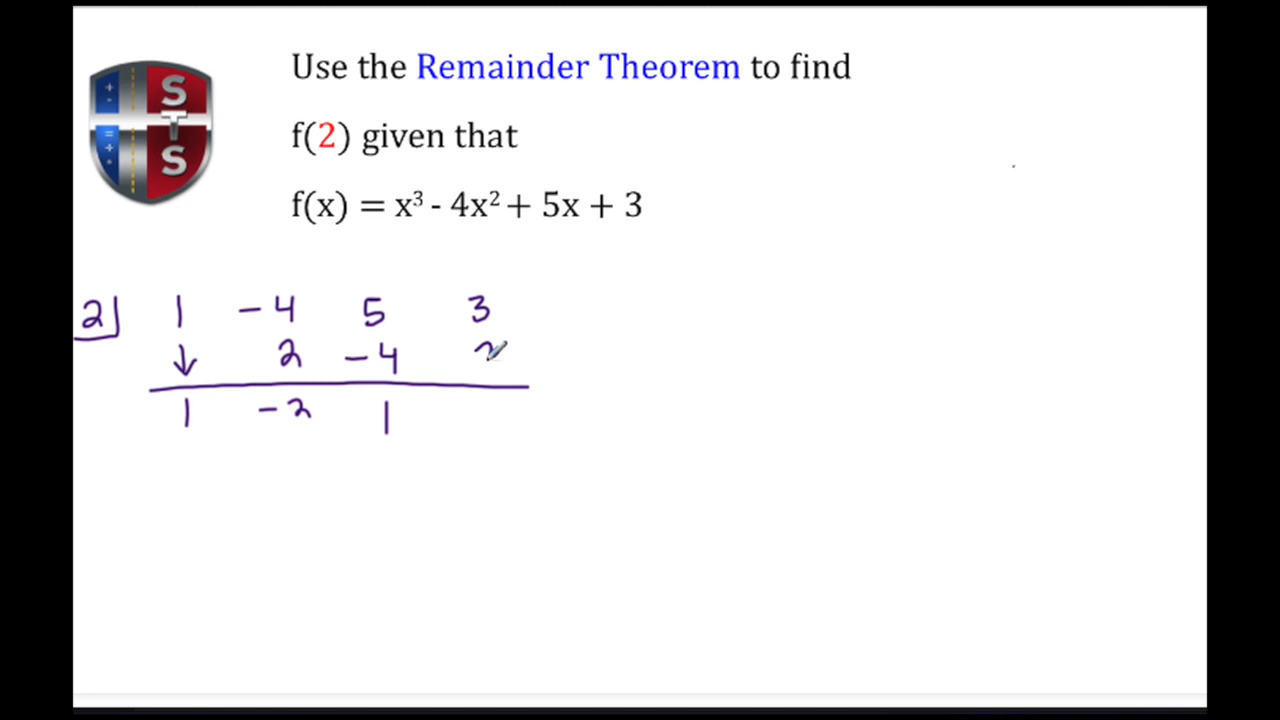 Use the Remainder Theorem to find
f(2) given that
f(x) = x³ - 4x² + 5x + 3
S
T
S
+
-
=
+
2| 1 -4 5 3
↓ 2 -4 2
1 -2 1